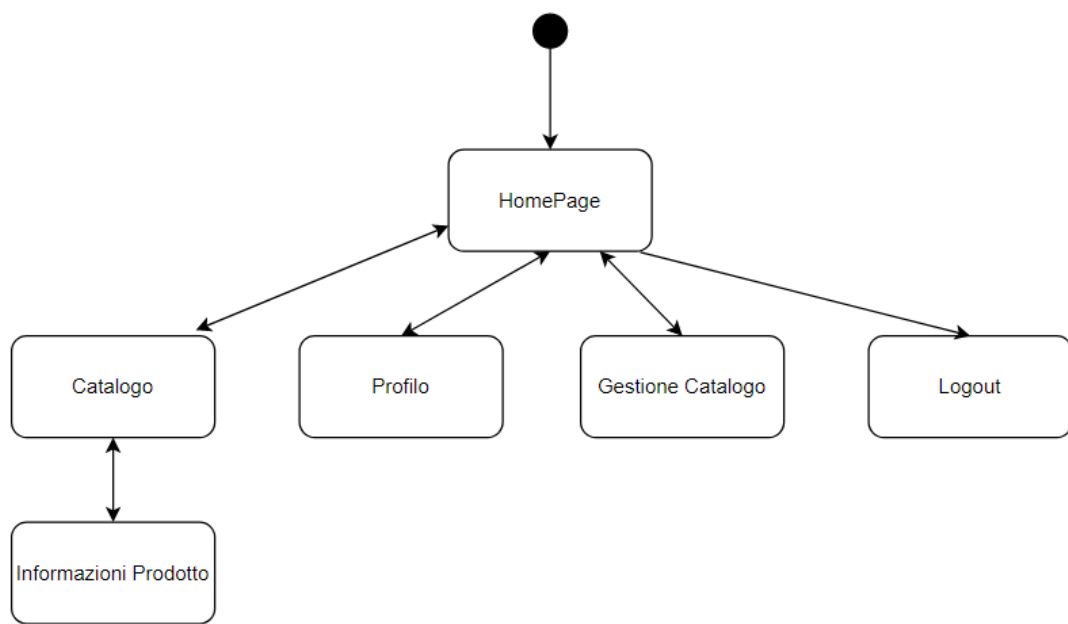 HomePage
Catalogo
Profilo
Gestione Catalogo
Logout
Informazioni Prodotto